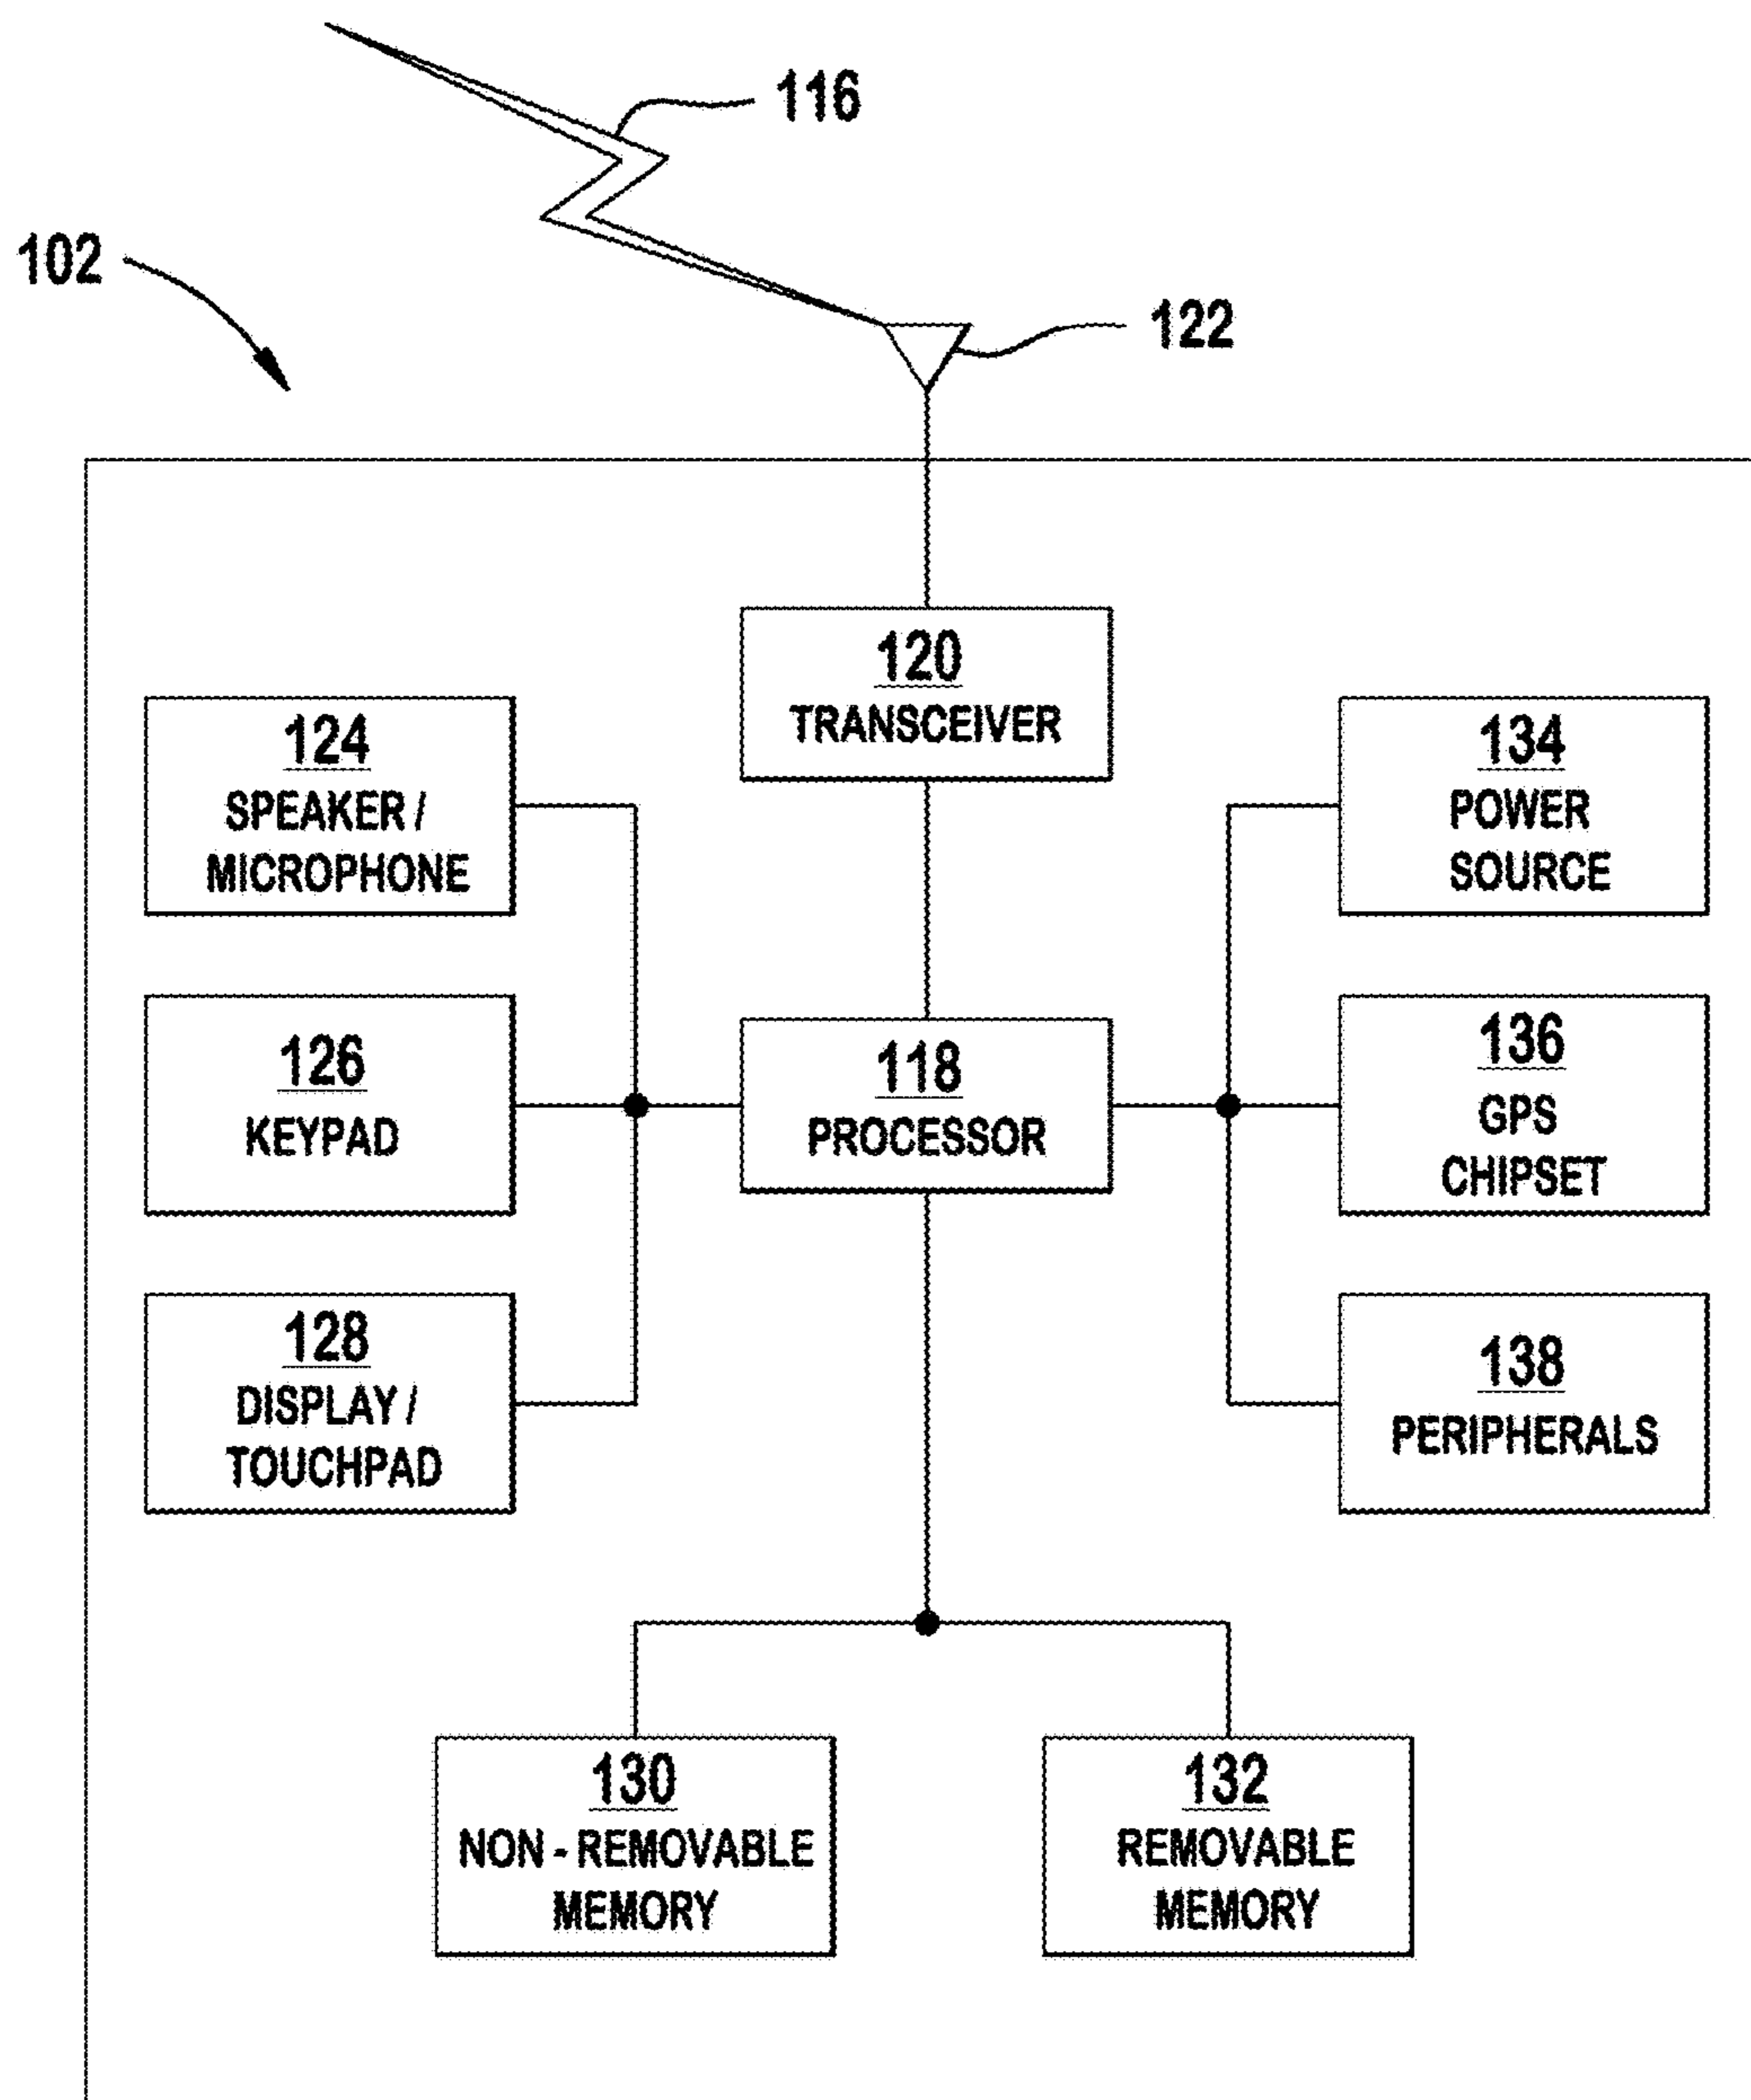 116
102
122
120
TRANSCEIVER
124
SPEAKER /
MICROPHONE
134
POWER
SOURCE
126
KEYPAD
118
PROCESSOR
136
GPS
CHIPSET
128
DISPLAY /
TOUCHPAD
138
PERIPHERALS
130
NON - REMOVABLE
MEMORY
132
REMOVABLE
MEMORY